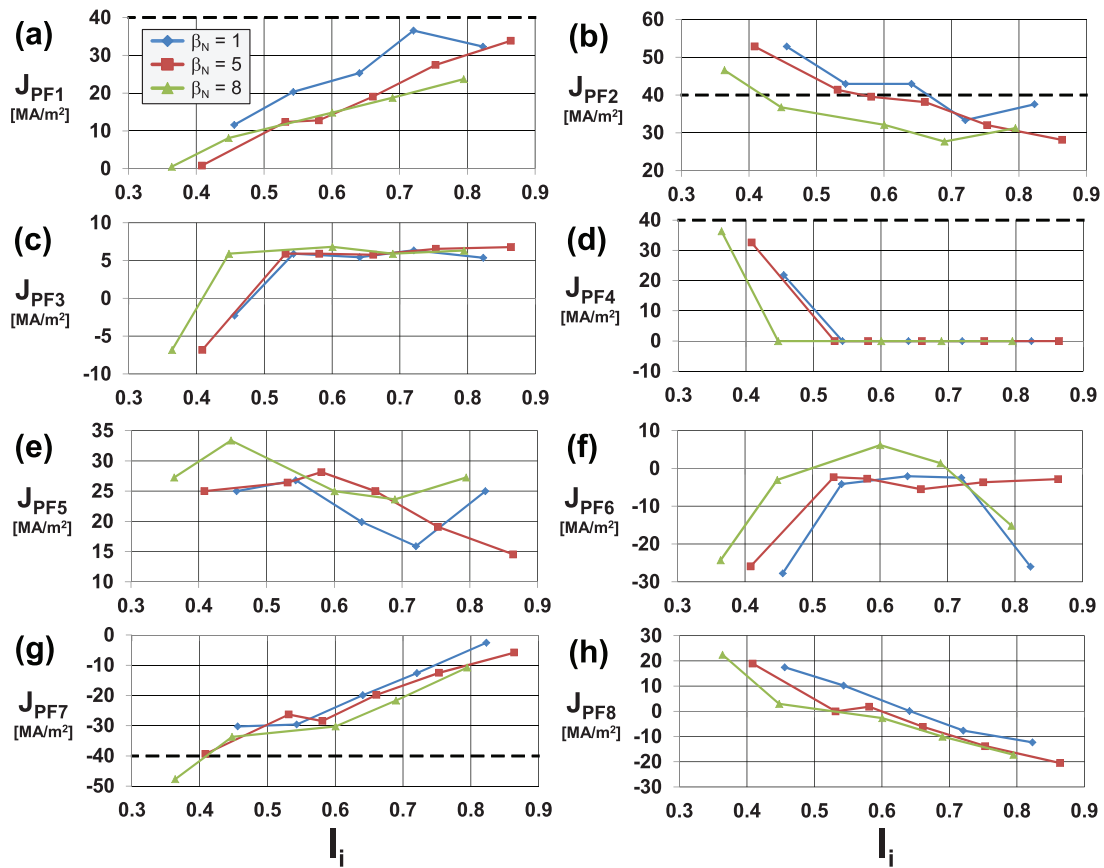 (a)
J_PF1
[MA/m²]
40
30
20
10
0
β_N = 1
β_N = 5
β_N = 8
0.3 0.4 0.5 0.6 0.7 0.8 0.9
(b)
J_PF2
[MA/m²]
60
50
40
30
20
0.3 0.4 0.5 0.6 0.7 0.8 0.9
(c)
J_PF3
[MA/m²]
10
5
0
-5
-10
0.3 0.4 0.5 0.6 0.7 0.8 0.9
(d)
J_PF4
[MA/m²]
40
30
20
10
0
-10
0.3 0.4 0.5 0.6 0.7 0.8 0.9
(e)
J_PF5
[MA/m²]
35
30
25
20
15
10
0.3 0.4 0.5 0.6 0.7 0.8 0.9
(f)
J_PF6
[MA/m²]
10
0
-10
-20
-30
0.3 0.4 0.5 0.6 0.7 0.8 0.9
(g)
J_PF7
[MA/m²]
0
-10
-20
-30
-40
-50
0.3 0.4 0.5 0.6 0.7 0.8 0.9
l_i
(h)
J_PF8
[MA/m²]
30
20
10
0
-10
-20
-30
0.3 0.4 0.5 0.6 0.7 0.8 0.9
l_i